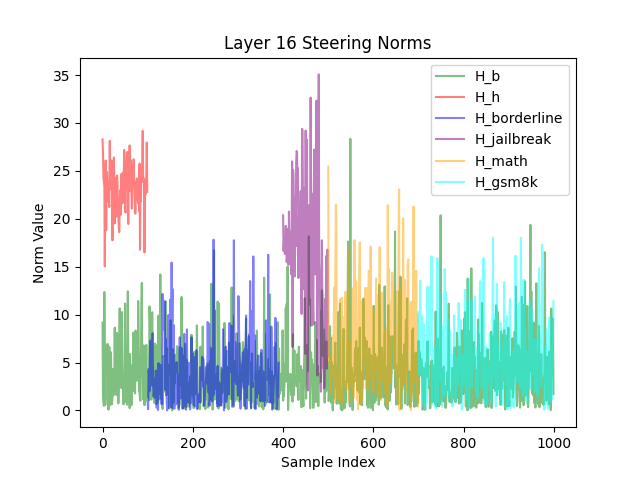 Layer 16 Steering Norms
Norm Value
35
30
25
20
15
10
5
0
H_b
H_h
H_borderline
H_jailbreak
H_math
H_gsm8k
0 200 400 600 800 1000
Sample Index